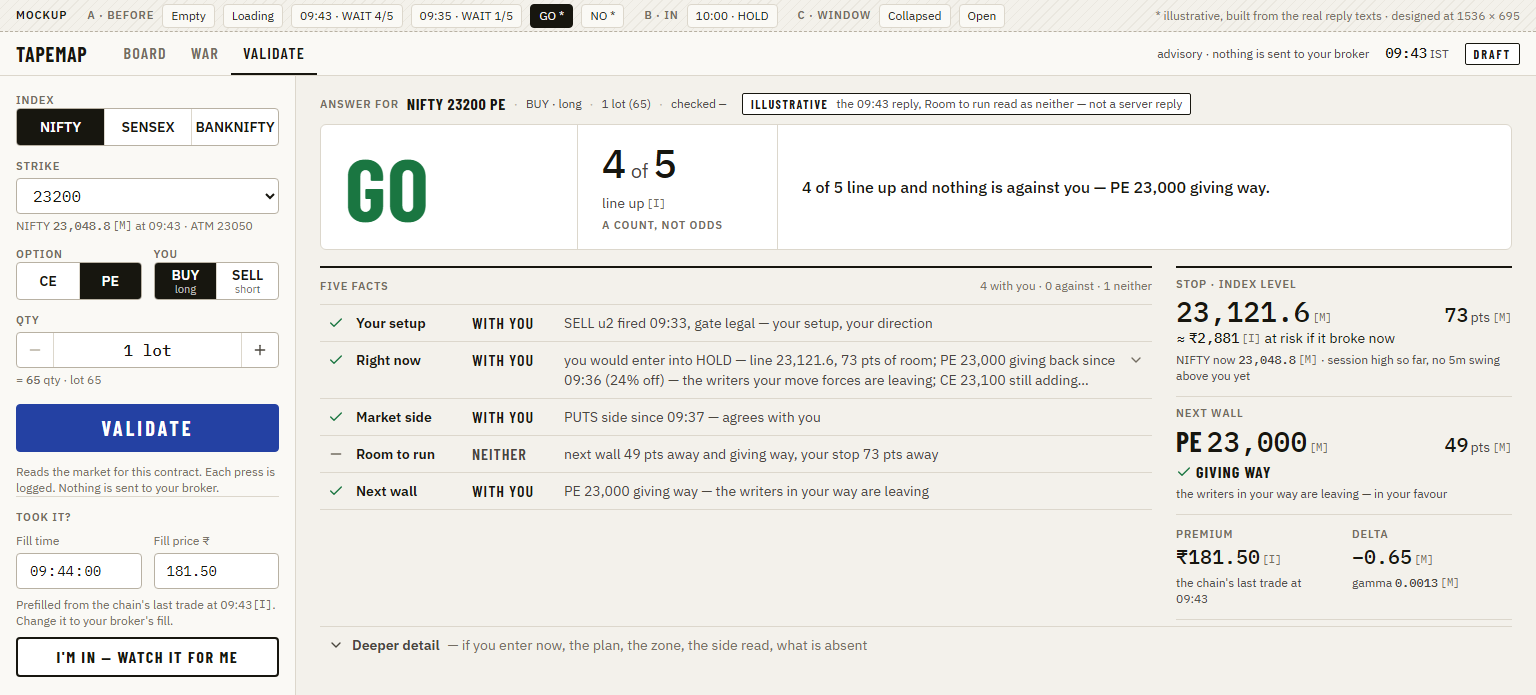 MOCKUP A · BEFORE Empty Loading 09:43 · WAIT 4/5 09:35 · WAIT 1/5 GO * NO * B · IN 10:00 · HOLD C · WINDOW Collapsed Open * illustrative, built from the real reply texts · designed at 1536 × 695
TAPEMAP BOARD WAR VALIDATE advisory · nothing is sent to your broker 09:43 IST DRAFT
INDEX
NIFTY SENSEX BANKNIFTY
STRIKE
23200
NIFTY 23,048.8 [M] at 09:43 · ATM 23050
OPTION YOU
CE PE BUY long SELL short
QTY
− 1 lot +
= 65 qty · lot 65
VALIDATE
Reads the market for this contract. Each press is
logged. Nothing is sent to your broker.
TOOK IT?
Fill time Fill price ₹
09:44:00 181.50
Prefilled from the chain's last trade at 09:43 [I].
Change it to your broker's fill.
I'M IN — WATCH IT FOR ME
ANSWER FOR NIFTY 23200 PE · BUY · long · 1 lot (65) · checked – ILLUSTRATIVE the 09:43 reply, Room to run read as neither — not a server reply
GO
4 of 5
line up [I]
A COUNT, NOT ODDS
4 of 5 line up and nothing is against you — PE 23,000 giving way.
FIVE FACTS 4 with you · 0 against · 1 neither
Your setup WITH YOU SELL u2 fired 09:33, gate legal — your setup, your direction
Right now WITH YOU you would enter into HOLD — line 23,121.6, 73 pts of room; PE 23,000 giving back since
09:36 (24% off) — the writers your move forces are leaving; CE 23,100 still adding...
Market side WITH YOU PUTS side since 09:37 — agrees with you
Room to run NEITHER next wall 49 pts away and giving way, your stop 73 pts away
Next wall WITH YOU PE 23,000 giving way — the writers in your way are leaving
STOP · INDEX LEVEL
23,121.6 [M] 73 pts [M]
≈ ₹2,881 [I] at risk if it broke now
NIFTY now 23,048.8 [M] · session high so far, no 5m swing
above you yet
NEXT WALL
PE 23,000 [M] 49 pts [M]
GIVING WAY
the writers in your way are leaving — in your favour
PREMIUM DELTA
₹181.50 [I] −0.65 [M]
the chain's last trade at
09:43
gamma 0.0013 [M]
Deeper detail — if you enter now, the plan, the zone, the side read, what is absent